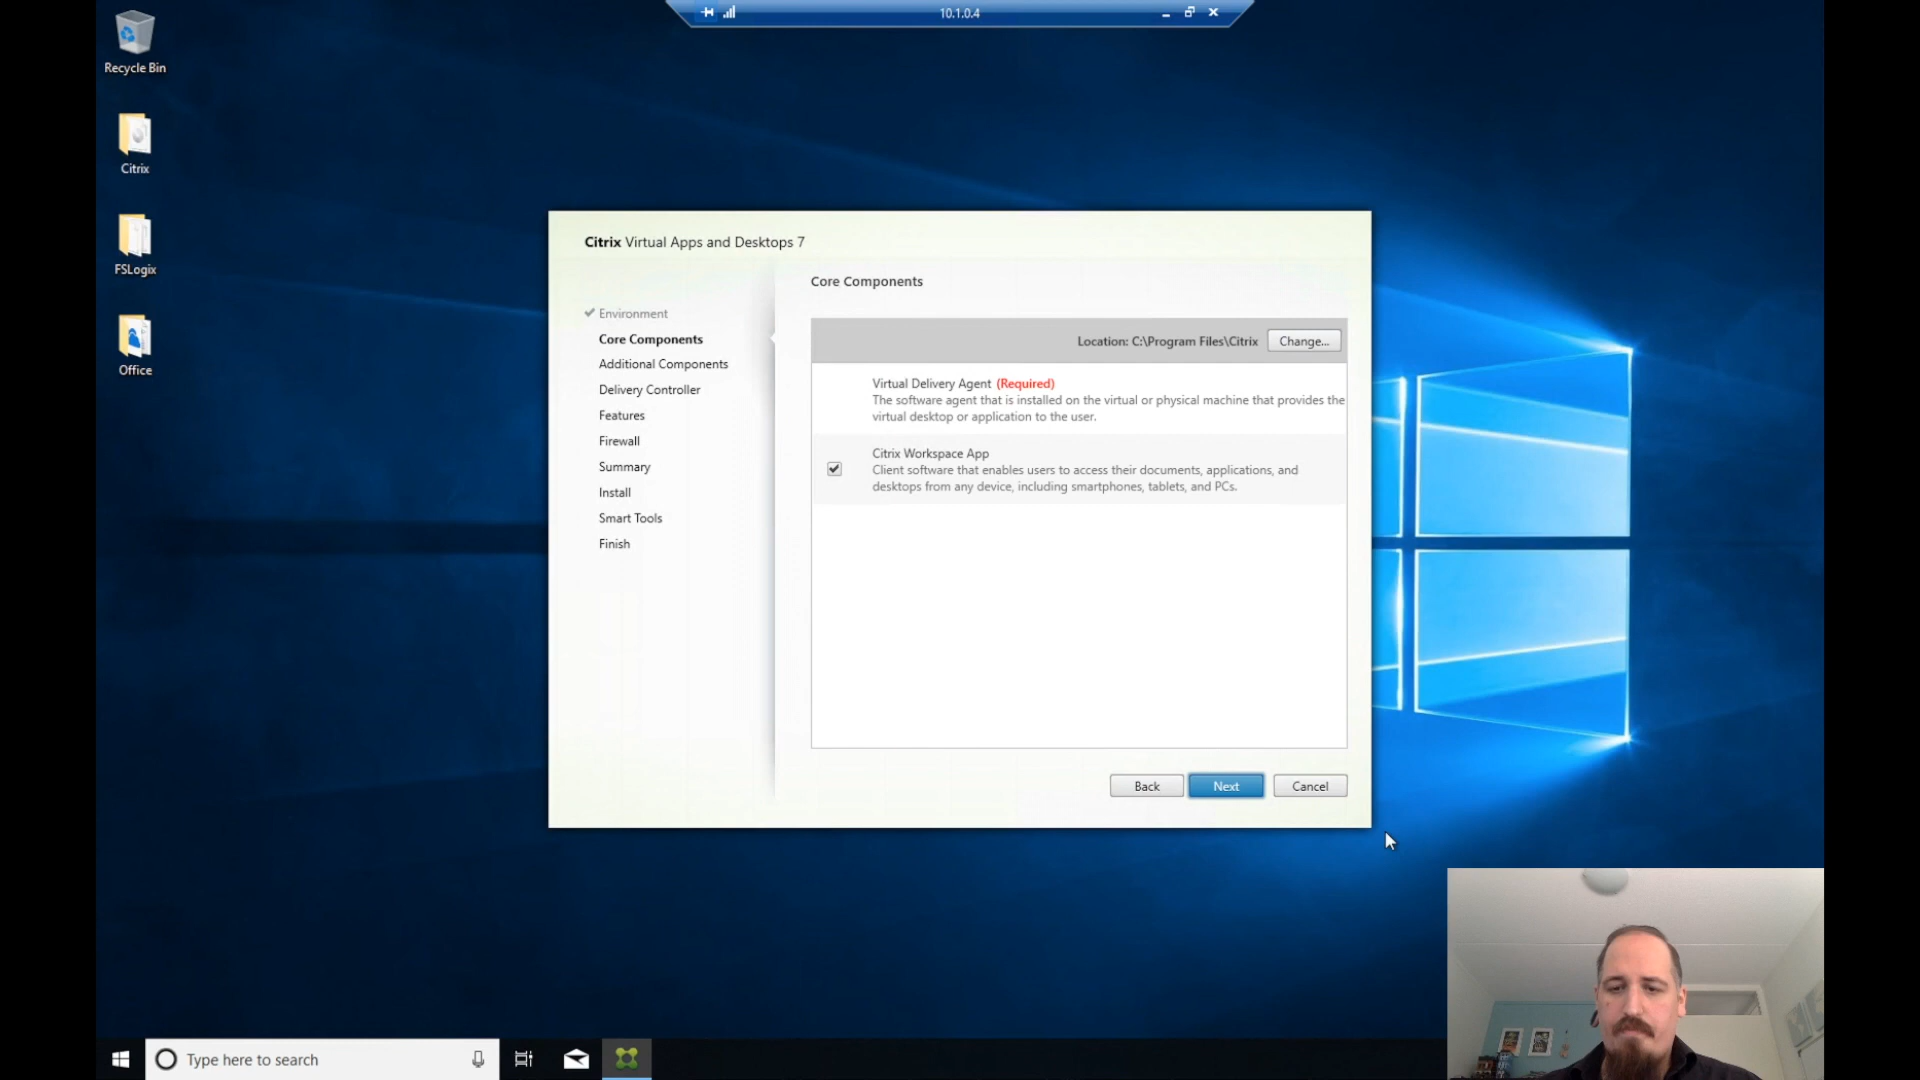 10.1.0.4
Recycle Bin
Citrix
FSLogix
Office
Citrix Virtual Apps and Desktops 7
Environment
Core Components
Additional Components
Delivery Controller
Features
Firewall
Summary
Install
Smart Tools
Finish
Core Components
Location: C:\Program Files\Citrix
Change...
Virtual Delivery Agent (Required)
The software agent that is installed on the virtual or physical machine that provides the
virtual desktop or application to the user.
Citrix Workspace App
Client software that enables users to access their documents, applications, and
desktops from any device, including smartphones, tablets, and PCs.
Back
Next
Cancel
Type here to search